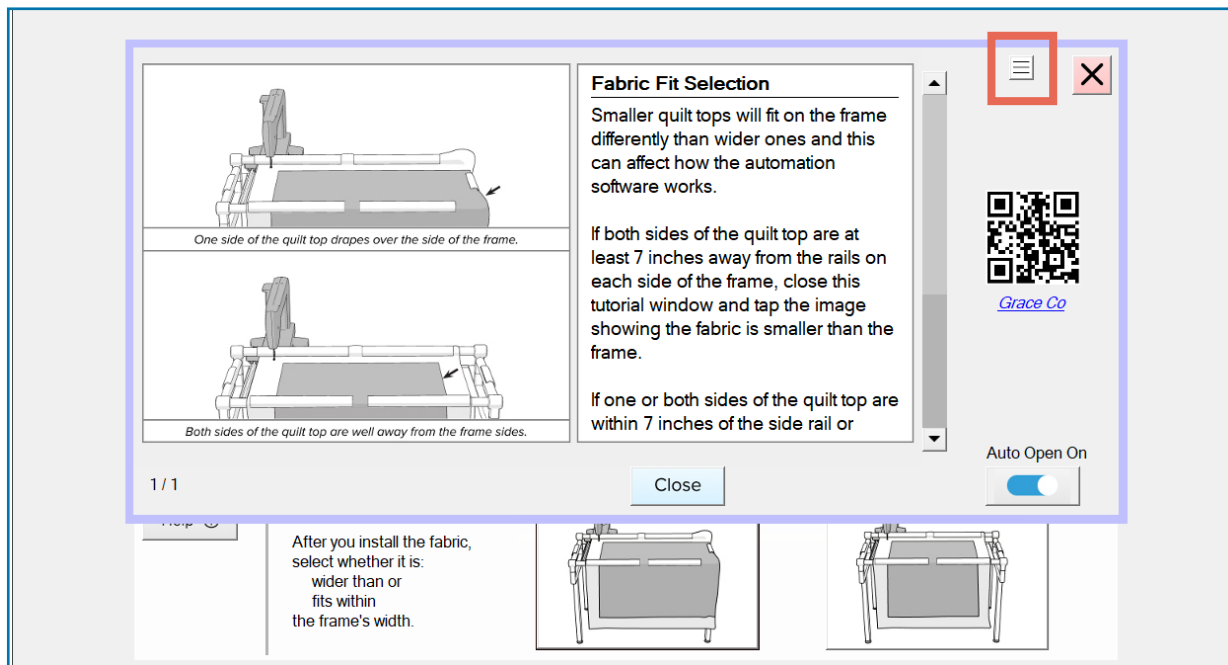 One side of the quilt top drapes over the side of the frame.
Both sides of the quilt top are well away from the frame sides.
Fabric Fit Selection
Smaller quilt tops will fit on the frame
differently than wider ones and this
can affect how the automation
software works.
If both sides of the quilt top are at
least 7 inches away from the rails on
each side of the frame, close this
tutorial window and tap the image
showing the fabric is smaller than the
frame.
If one or both sides of the quilt top are
within 7 inches of the side rail or
Grace Co
Auto Open On
1 / 1
Close
Help
After you install the fabric,
select whether it is:
wider than or
fits within
the frame's width.